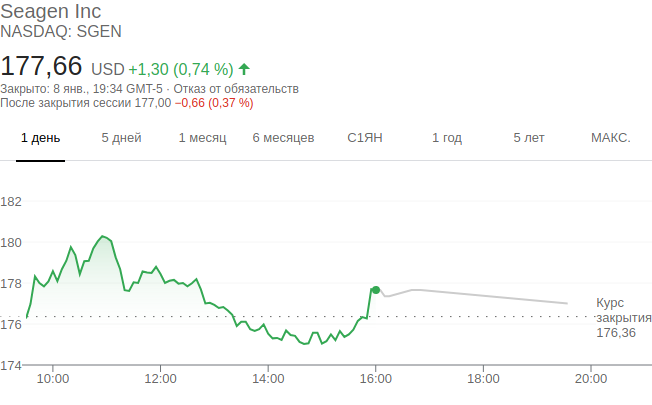 Seagen Inc
NASDAQ: SGEN
177,66 USD +1,30 (0,74 %)
Закрыто: 8 янв., 19:34 GMT-5 · Отказ от обязательств
После закрытия сессии 177,00 −0,66 (0,37 %)
1 день 5 дней 1 месяц 6 месяцев С1ЯН 1 год 5 лет МАКС.
182
180
178
176
174
Курс
закрытия
176,36
10:00 12:00 14:00 16:00 18:00 20:00